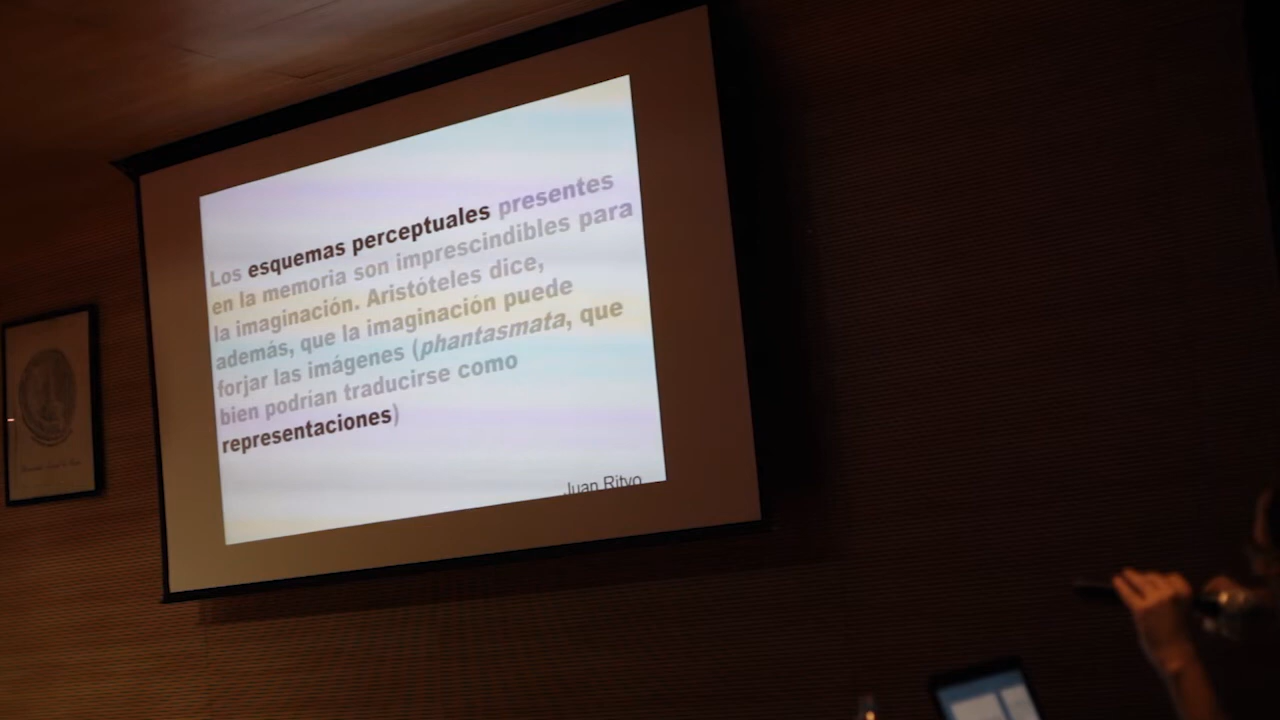 Los esquemas perceptuales presentes
en la memoria son imprescindibles para
la imaginación. Aristóteles dice,
además, que la imaginación puede
forjar las imágenes (phantasmata, que
bien podrían traducirse como
representaciones)
Juan Ritvo